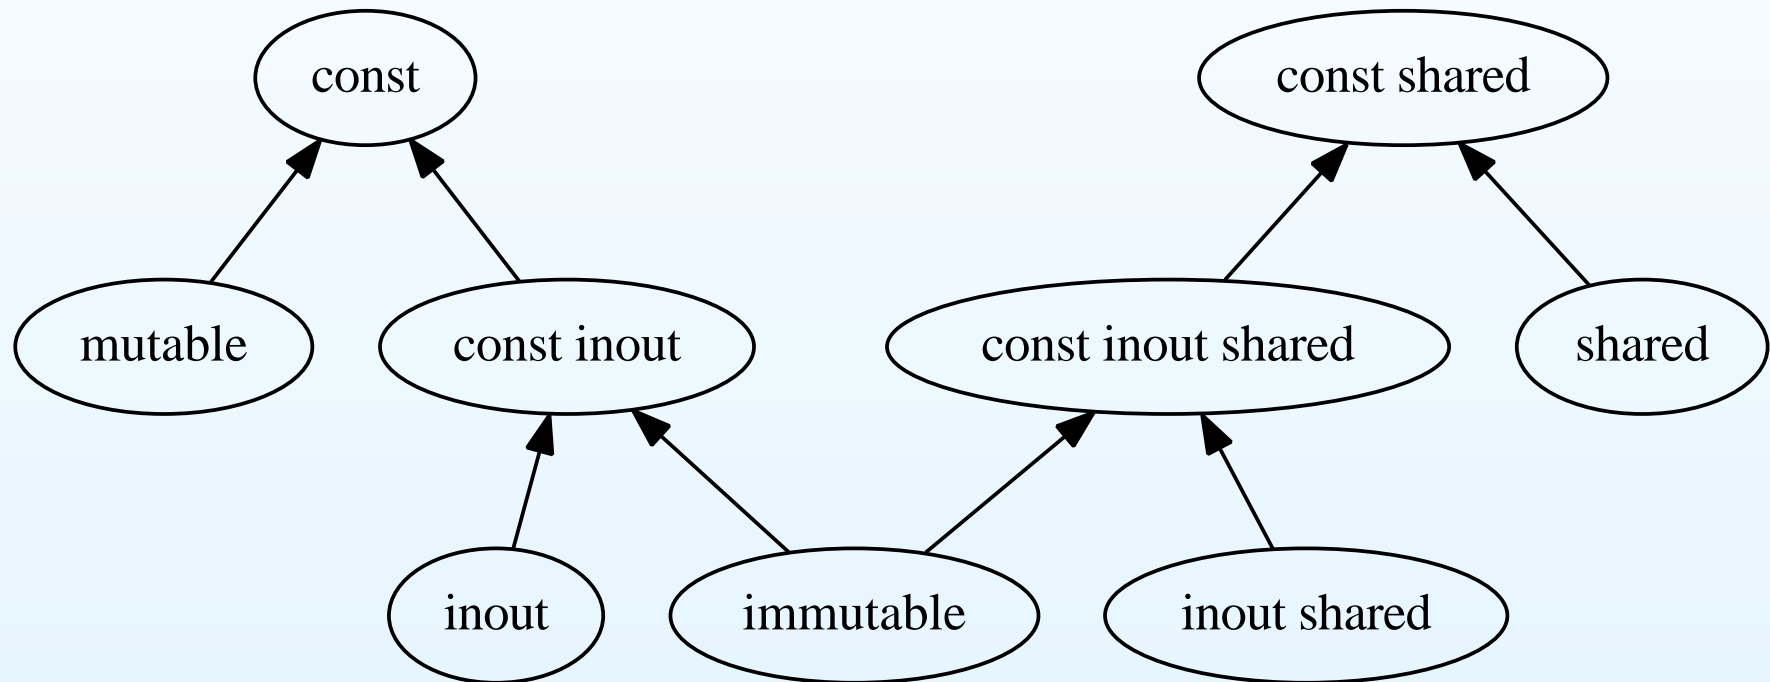 const
const shared
mutable
const inout
const inout shared
shared
inout
immutable
inout shared